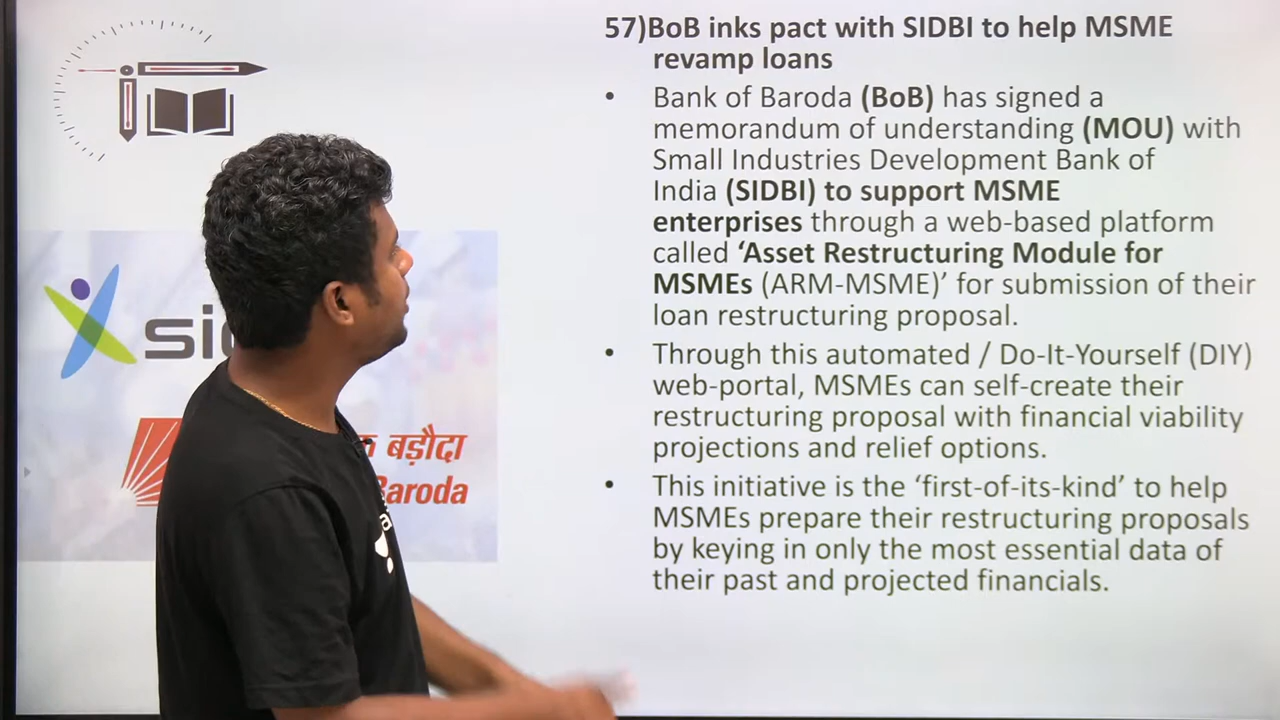 57)BoB inks pact with SIDBI to help MSME
revamp loans
• Bank of Baroda (BoB) has signed a
memorandum of understanding (MOU) with
Small Industries Development Bank of
India (SIDBI) to support MSME
enterprises through a web-based platform
called ‘Asset Restructuring Module for
MSMEs (ARM-MSME)’ for submission of their
loan restructuring proposal.
• Through this automated / Do-It-Yourself (DIY)
web-portal, MSMEs can self-create their
restructuring proposal with financial viability
projections and relief options.
• This initiative is the ‘first-of-its-kind’ to help
MSMEs prepare their restructuring proposals
by keying in only the most essential data of
their past and projected financials.
बड़ौदा
Baroda